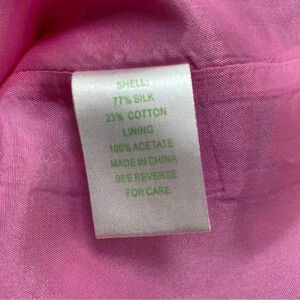 SHELL:
77% SILK
23% COTTON
LINING
100% ACETATE
MADE IN CHINA
SEE REVERSE
FOR CARE